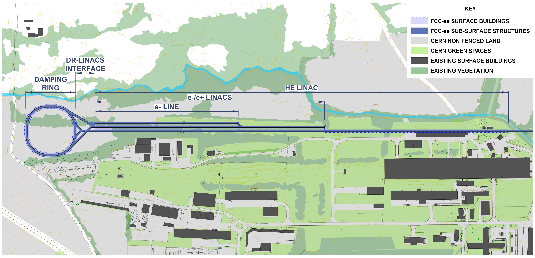 KEY
FCC-ee SURFACE BUILDINGS
FCC-ee SUB-SURFACE STRUCTURES
CERN NON FENCED LAND
CERN GREEN SPACES
EXISTING SURFACE BUILDINGS
EXISTING VEGETATION
DR-LINACS
INTERFACE
DAMPING
RING
HE LINAC
e-/e+ LINACS
e- LINE